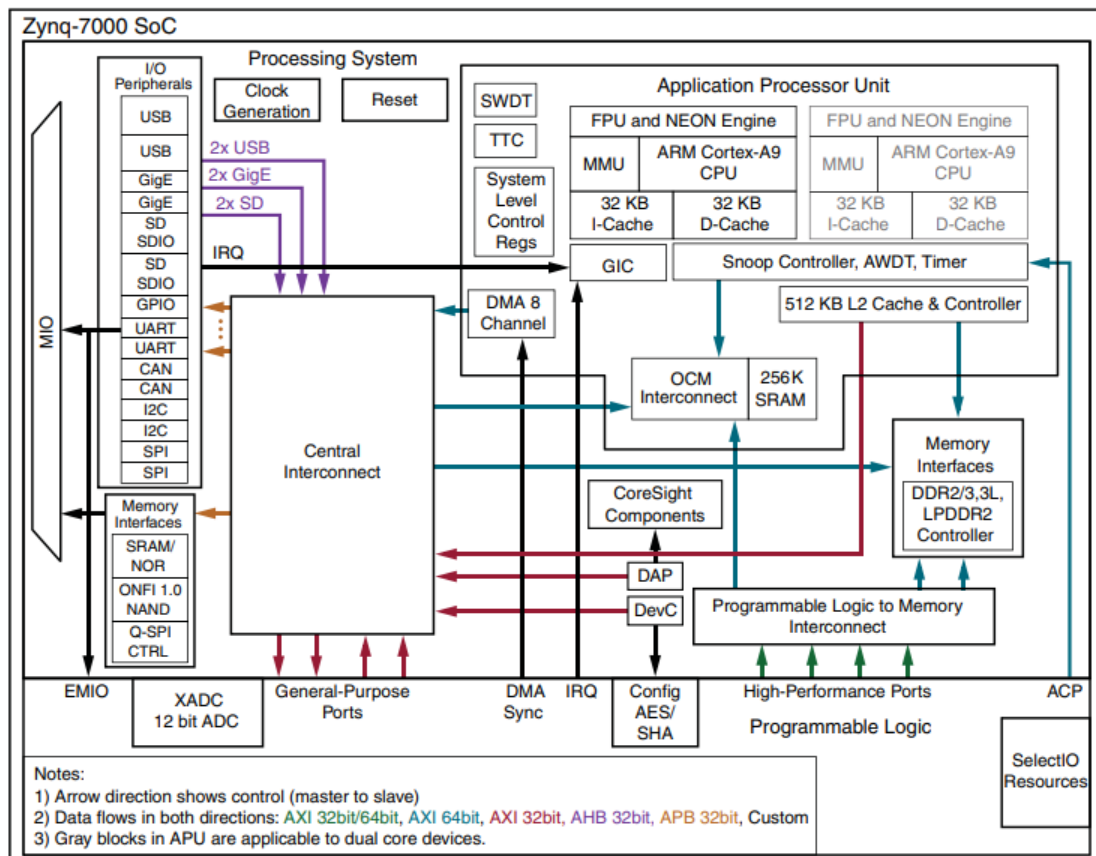 Zynq-7000 SoC
Processing System
I/O
Peripherals
USB
USB
GigE
GigE
SD
SDIO
SD
SDIO
GPIO
UART
UART
CAN
CAN
I2C
I2C
SPI
SPI
MIO
Clock
Generation
Reset
2x USB
2x GigE
2x SD
IRQ
Application Processor Unit
SWDT
TTC
System
Level
Control
Regs
FPU and NEON Engine
MMU
ARM Cortex-A9
CPU
32 KB
I-Cache
32 KB
D-Cache
FPU and NEON Engine
MMU
ARM Cortex-A9
CPU
32 KB
I-Cache
32 KB
D-Cache
GIC
Snoop Controller, AWDT, Timer
DMA 8
Channel
512 KB L2 Cache & Controller
OCM
Interconnect
256K
SRAM
Central
Interconnect
Memory
Interfaces
DDR2/3,3L,
LPDDR2
Controller
CoreSight
Components
DAP
DevC
Programmable Logic to Memory
Interconnect
Memory
Interfaces
SRAM/
NOR
ONFI 1.0
NAND
Q-SPI
CTRL
EMIO
XADC
12 bit ADC
General-Purpose
Ports
DMA
Sync
IRQ
Config
AES/
SHA
High-Performance Ports
ACP
Programmable Logic
SelectIO
Resources
Notes:
1) Arrow direction shows control (master to slave)
2) Data flows in both directions: AXI 32bit/64bit, AXI 64bit, AXI 32bit, AHB 32bit, APB 32bit, Custom
3) Gray blocks in APU are applicable to dual core devices.